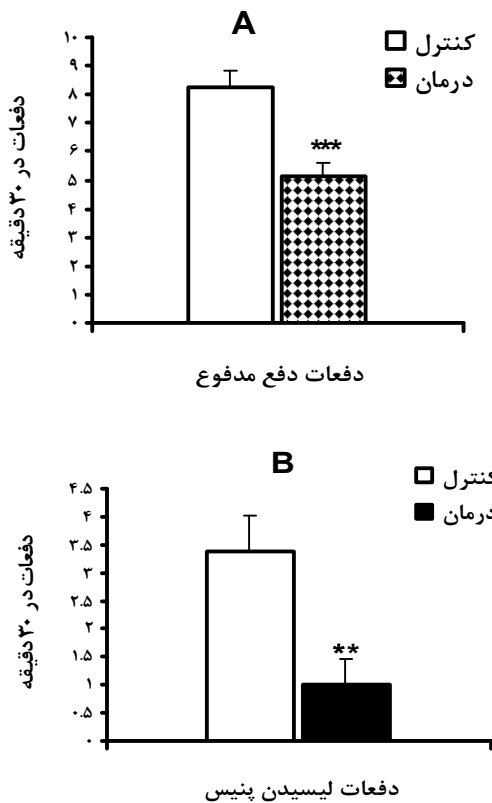 A
کنترل
درمان
۱۰
۹
۸
۷
۶
۵
۴
۳
۲
۱
۰
دفعات در ۳۰ دقیقه
***
دفعات دفع مدفوع
B
کنترل
درمان
۴.۵
۴
۳.۵
۳
۲.۵
۲
۱.۵
۱
۰.۵
۰
دفعات در ۳۰ دقیقه
**
دفعات لیسیدن پنیس